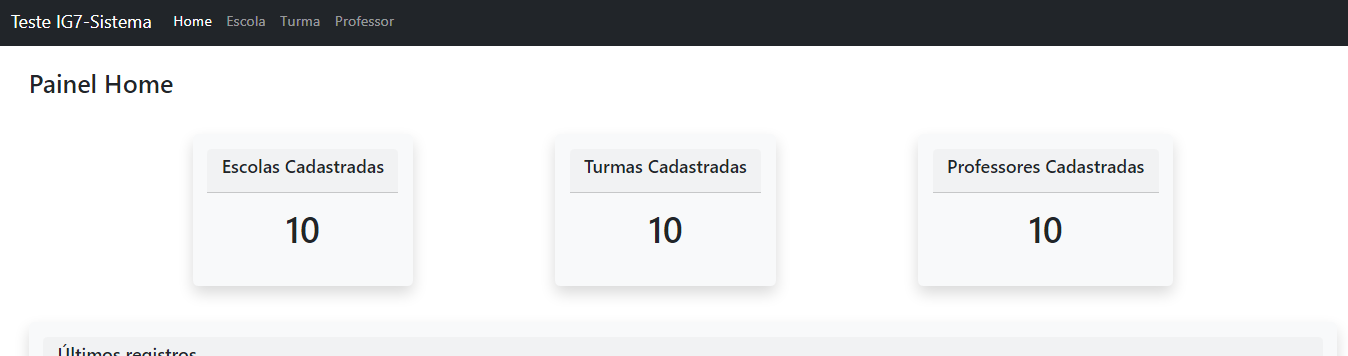 Teste IG7-Sistema Home Escola Turma Professor
Painel Home
Escolas Cadastradas
10
Turmas Cadastradas
10
Professores Cadastradas
10
Últimos registros